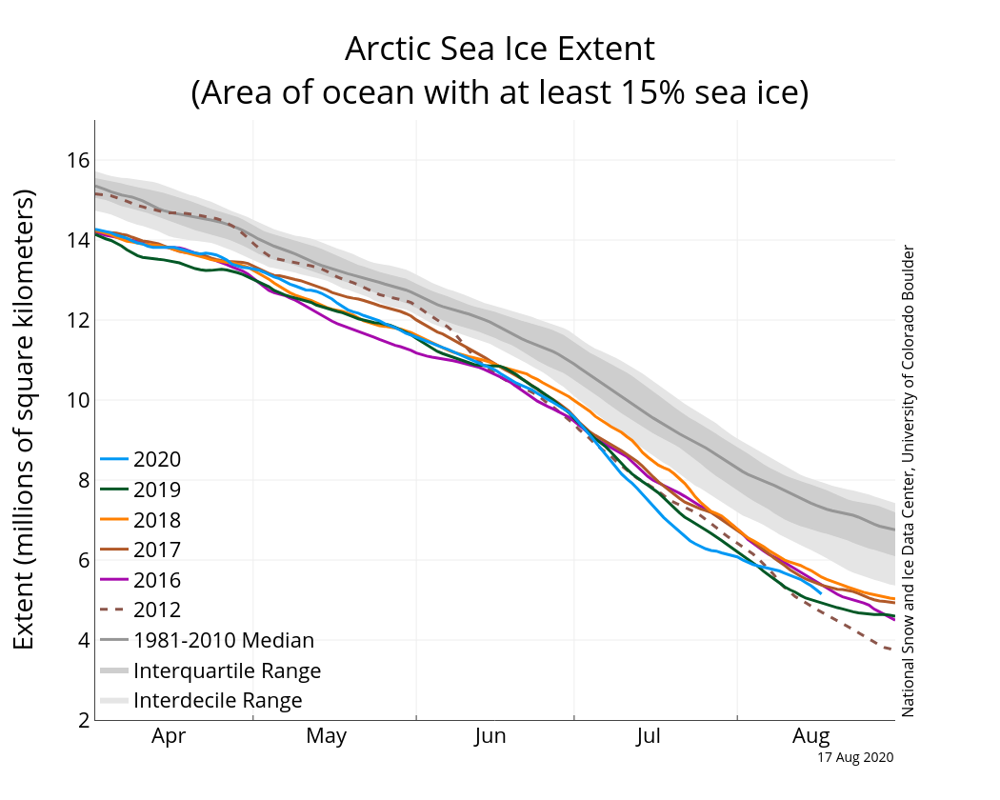 Arctic Sea Ice Extent
(Area of ocean with at least 15% sea ice)
Extent (millions of square kilometers)
16
14
12
10
8
6
4
2
2020
2019
2018
2017
2016
2012
1981-2010 Median
Interquartile Range
Interdecile Range
Apr
May
Jun
Jul
Aug
National Snow and Ice Data Center, University of Colorado Boulder
17 Aug 2020